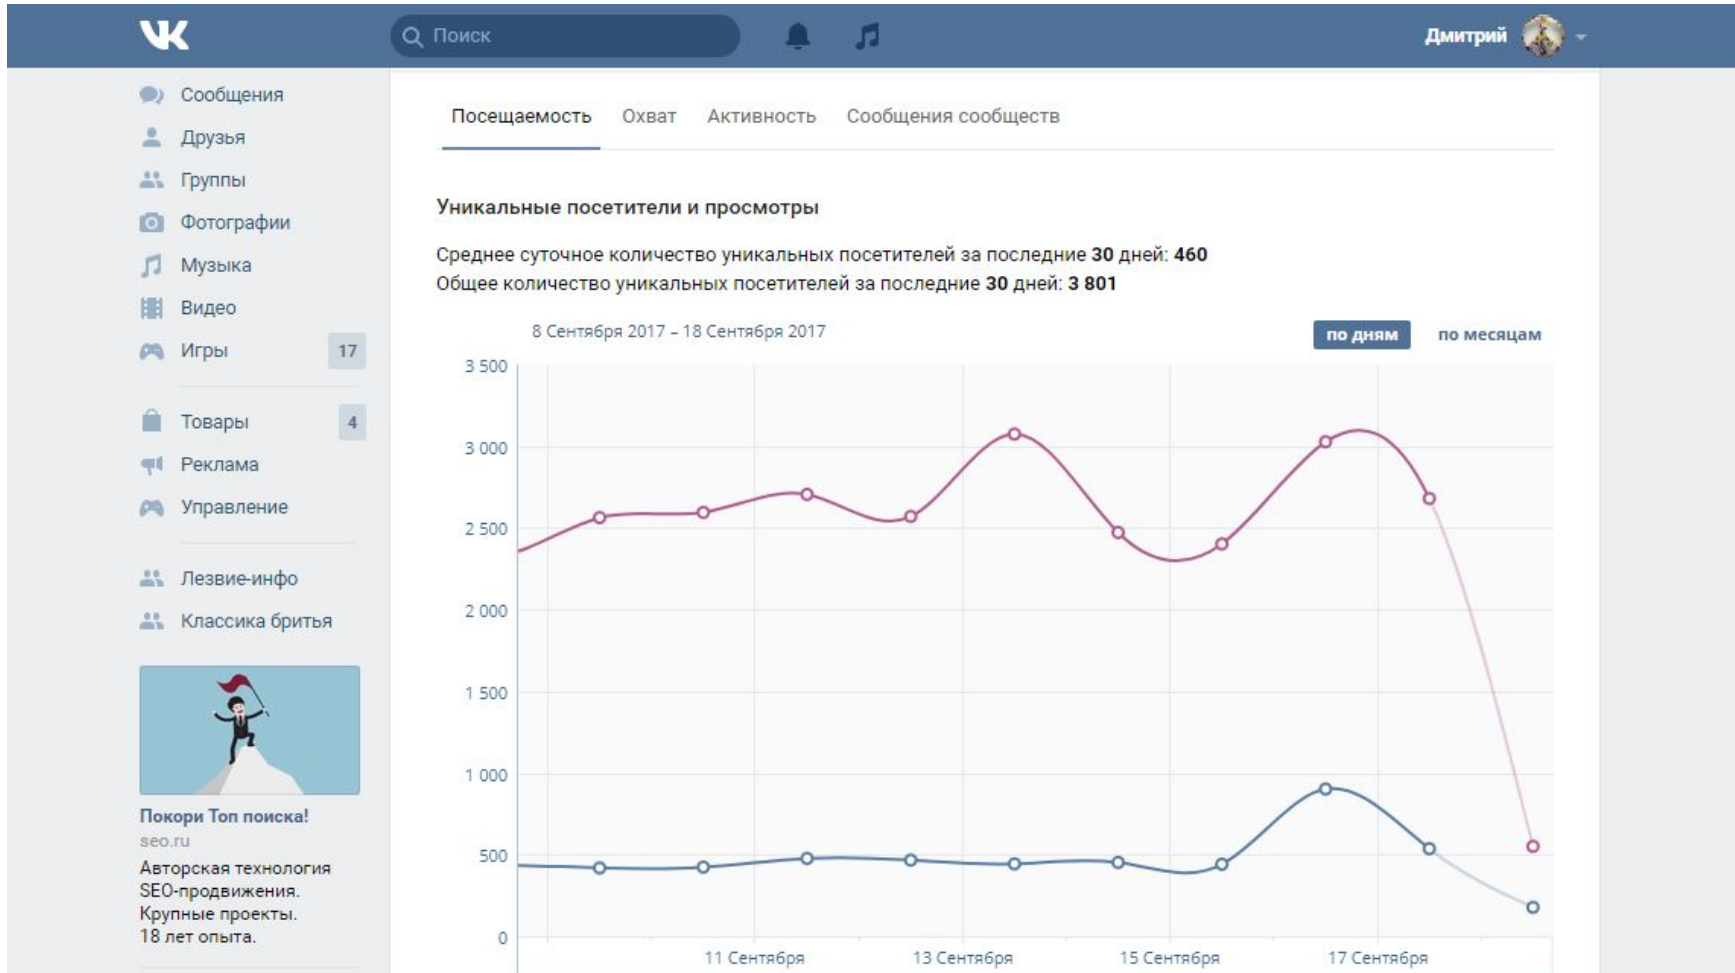 Поиск
Дмитрий
Сообщения
Друзья
Группы
Фотографии
Музыка
Видео
Игры 17
Товары 4
Реклама
Управление
Лезвие-инфо
Классика бритья
Покори Топ поиска!
seo.ru
Авторская технология
SEO-продвижения.
Крупные проекты.
18 лет опыта.
Посещаемость Охват Активность Сообщения сообществ
Уникальные посетители и просмотры
Среднее суточное количество уникальных посетителей за последние 30 дней: 460
Общее количество уникальных посетителей за последние 30 дней: 3 801
8 Сентября 2017 – 18 Сентября 2017
по дням по месяцам
3 500
3 000
2 500
2 000
1 500
1 000
500
0
11 Сентября 13 Сентября 15 Сентября 17 Сентября